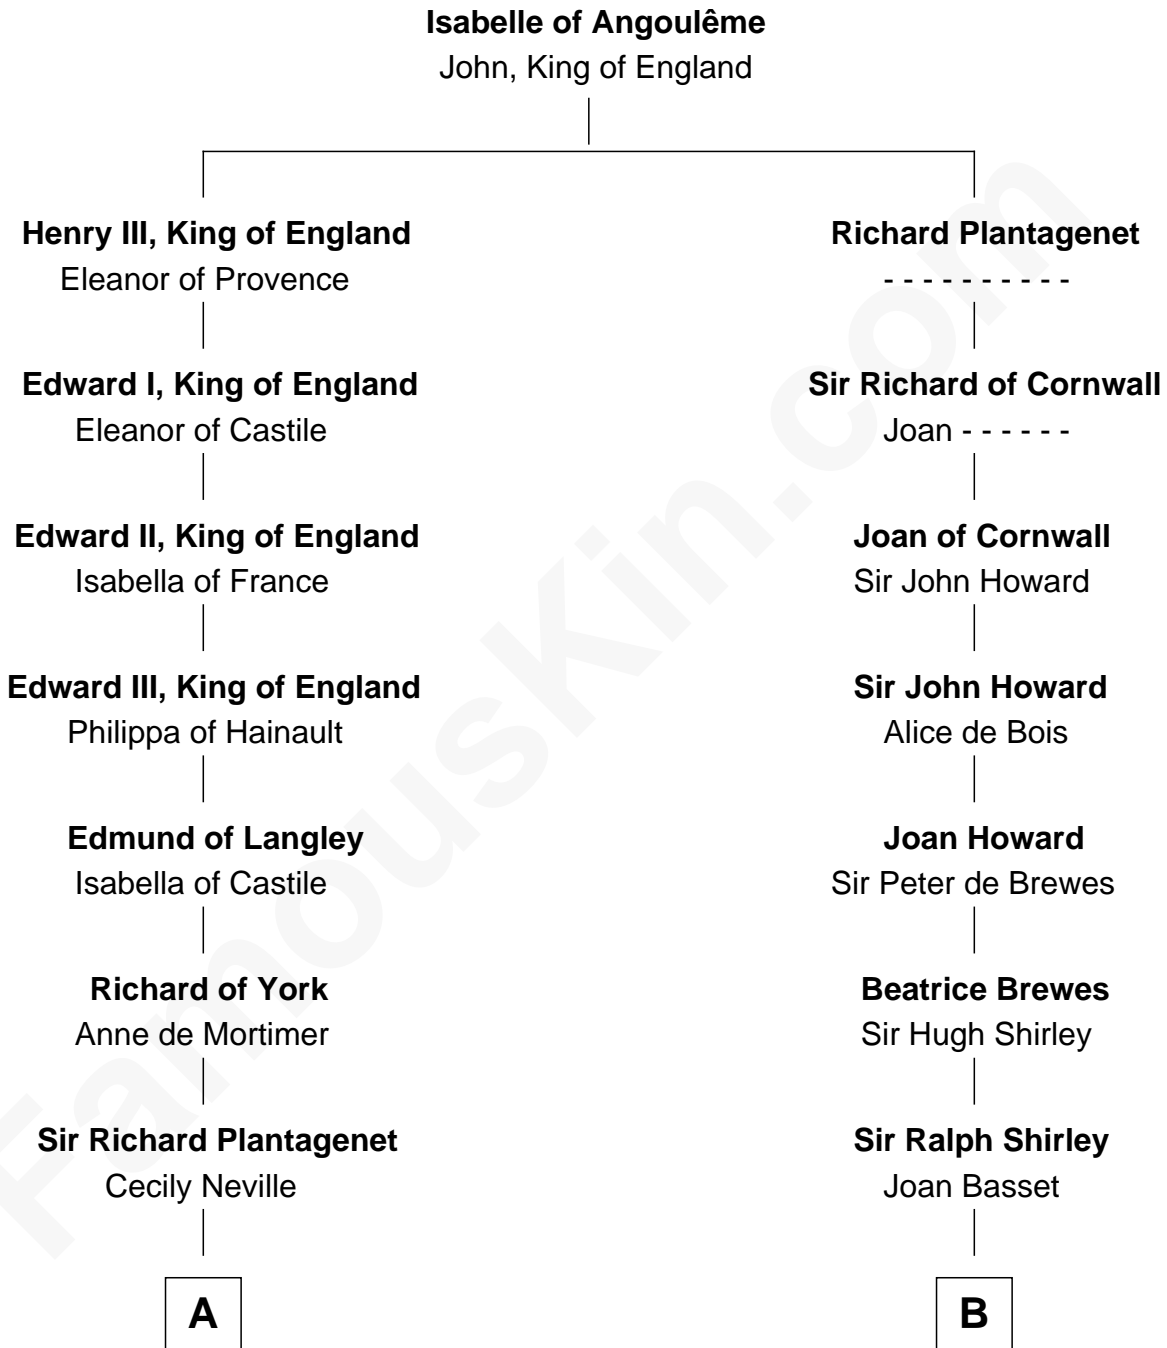 Isabelle of Angoulême
John, King of England
Henry III, King of England
Eleanor of Provence
Edward I, King of England
Eleanor of Castile
Edward II, King of England
Isabella of France
Edward III, King of England
Philippa of Hainault
Edmund of Langley
Isabella of Castile
Richard of York
Anne de Mortimer
Sir Richard Plantagenet
Cecily Neville
A
Richard Plantagenet
- - - - - - - - - -
Sir Richard of Cornwall
Joan - - - - - -
Joan of Cornwall
Sir John Howard
Sir John Howard
Alice de Bois
Joan Howard
Sir Peter de Brewes
Beatrice Brewes
Sir Hugh Shirley
Sir Ralph Shirley
Joan Basset
B
FamousKin.com